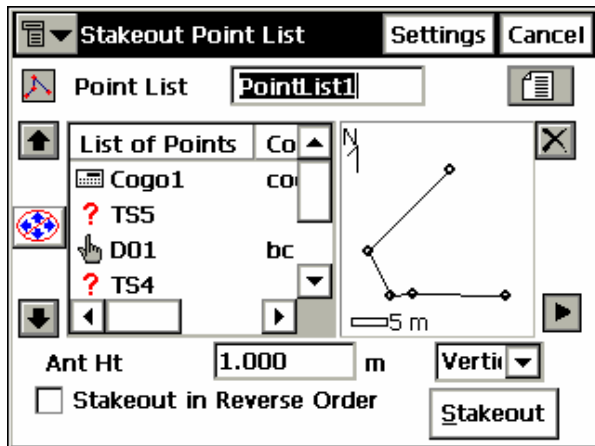 Stakeout Point List Settings Cancel
Point List PointList1
List of Points Co
Cogo1 co
? TS5
D01 bc
? TS4
N
5 m
Ant Ht 1.000 m Verti
Stakeout in Reverse Order
Stakeout